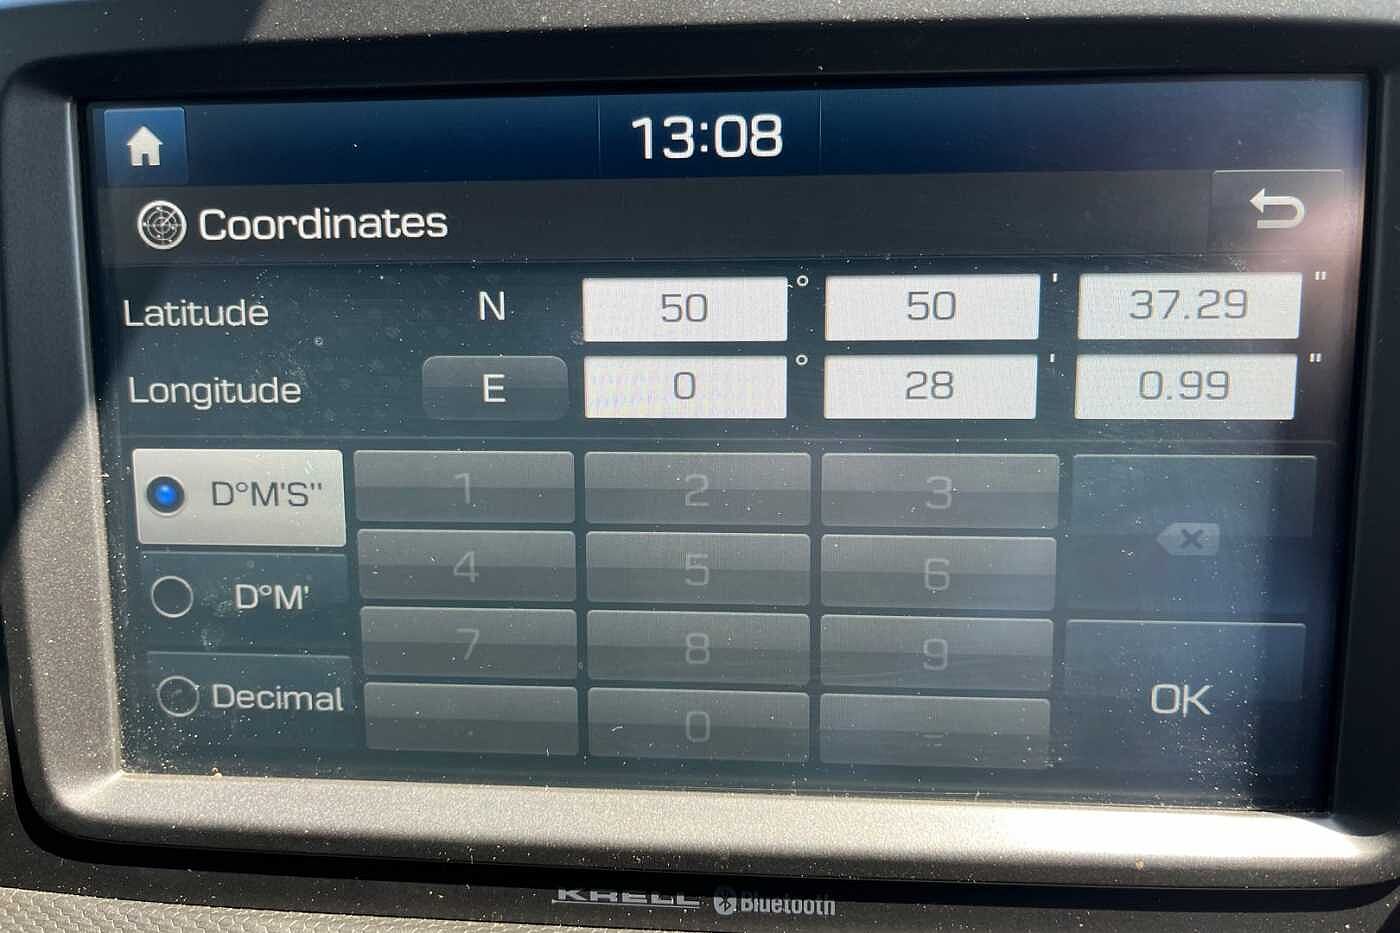 13:08
Coordinates
Latitude N 50 ° 50 ' 37.29 "
Longitude E 0 ° 28 ' 0.99 "
D°M'S" 1 2 3
D°M' 4 5 6
7 8 9
Decimal . 0 -
OK
KRELL Bluetooth